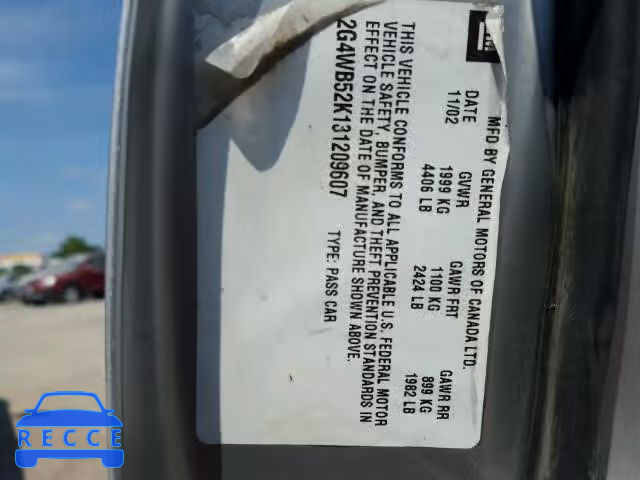 MFD BY GENERAL MOTORS OF CANADA LTD.
DATE GVWR GAWR FRT GAWR RR
11/02 1999 KG 1100 KG 899 KG
4406 LB 2424 LB 1982 LB
THIS VEHICLE CONFORMS TO ALL APPLICABLE U.S. FEDERAL MOTOR
VEHICLE SAFETY, BUMPER, AND THEFT PREVENTION STANDARDS IN
EFFECT ON THE DATE OF MANUFACTURE SHOWN ABOVE.
2G4WB52K131209607 TYPE: PASS CAR
RECCE